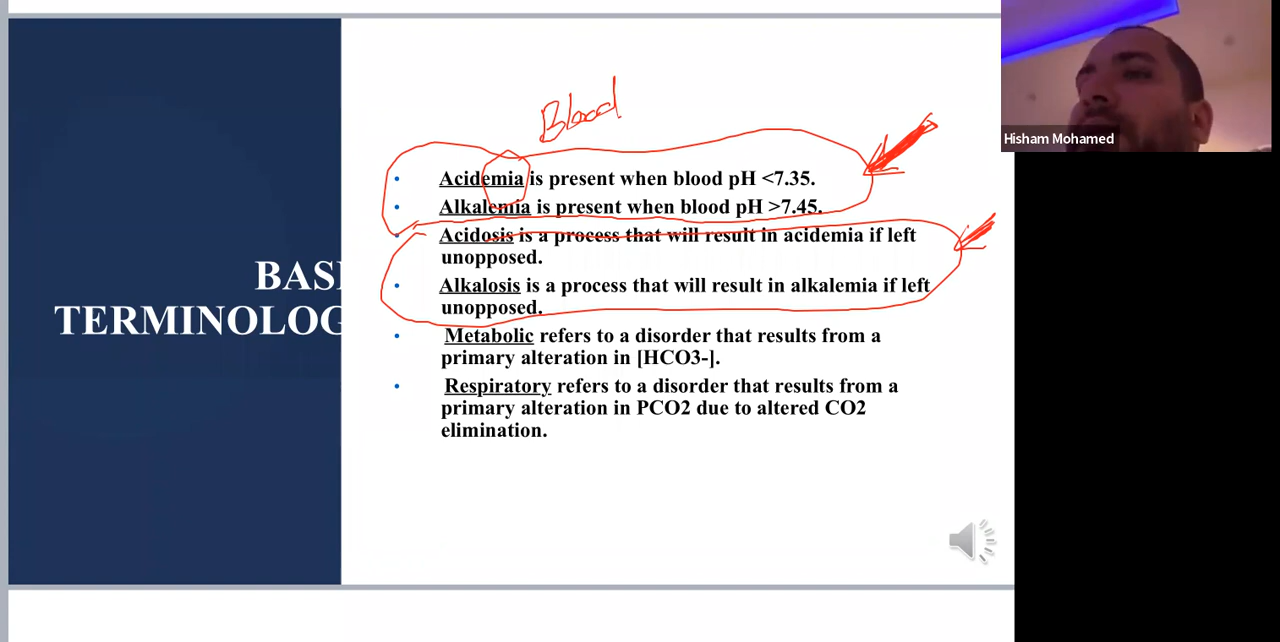 Blood
Hisham Mohamed
• Acidemia is present when blood pH <7.35.
• Alkalemia is present when blood pH >7.45.
• Acidosis is a process that will result in acidemia if left
unopposed.
• Alkalosis is a process that will result in alkalemia if left
unopposed.
• Metabolic refers to a disorder that results from a
primary alteration in [HCO3-].
• Respiratory refers to a disorder that results from a
primary alteration in PCO2 due to altered CO2
elimination.
BASI
TERMINOLOG